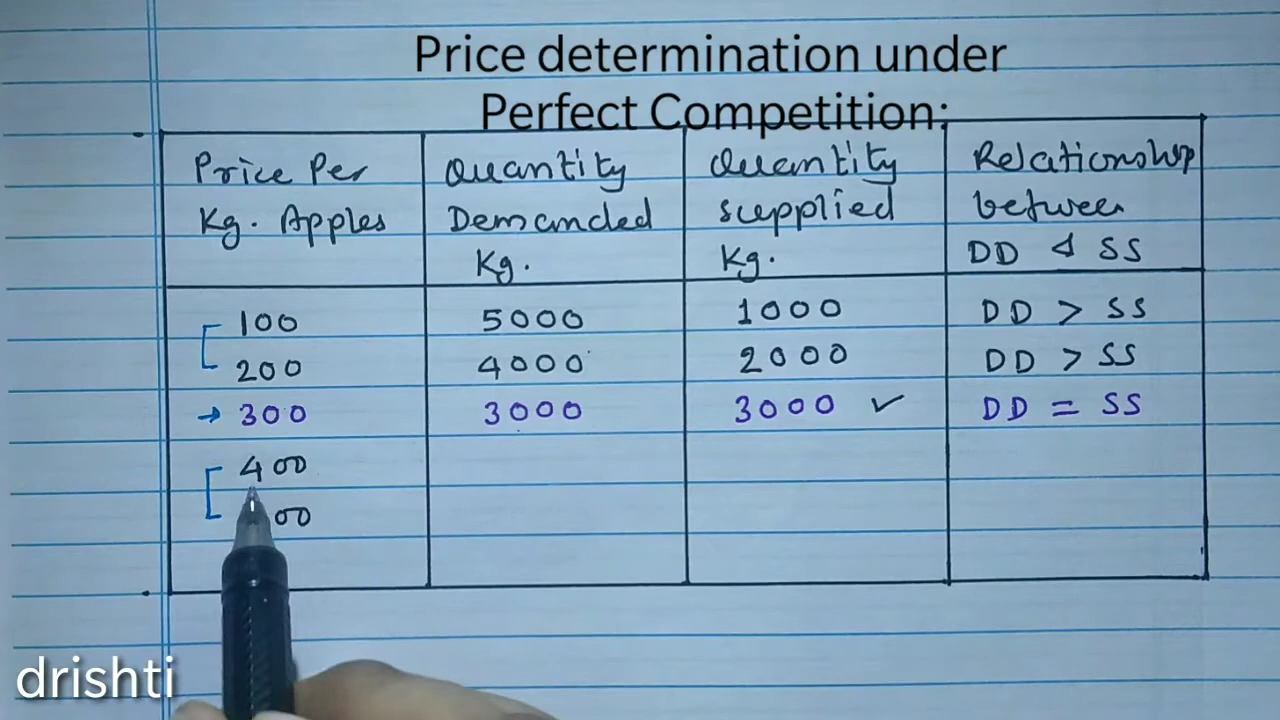 Price determination under
Perfect Competition:
Price Per
Kg. Apples
Quantity
Demanded
Kg.
Quantity
supplied
Kg.
Relationship
between
DD & SS
100 5000 1000 DD > SS
200 4000 2000 DD > SS
→ 300 3000 3000 ✓ DD = SS
400
00
drishti